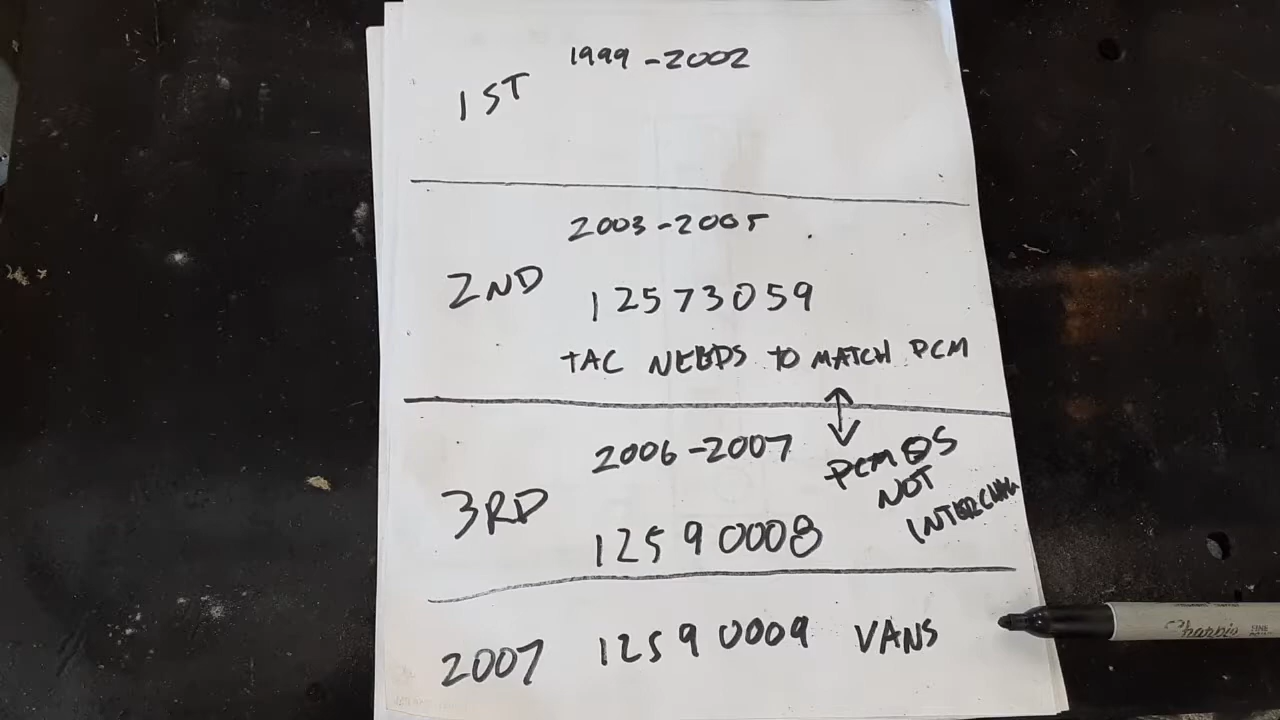 1999-2002
1ST
2003-2005
2ND
12573059
TAC NEEDS TO MATCH PCM
2006-2007
PCM OS
NOT
3RD
12590008
2007 12590009 VANS
Sharpie